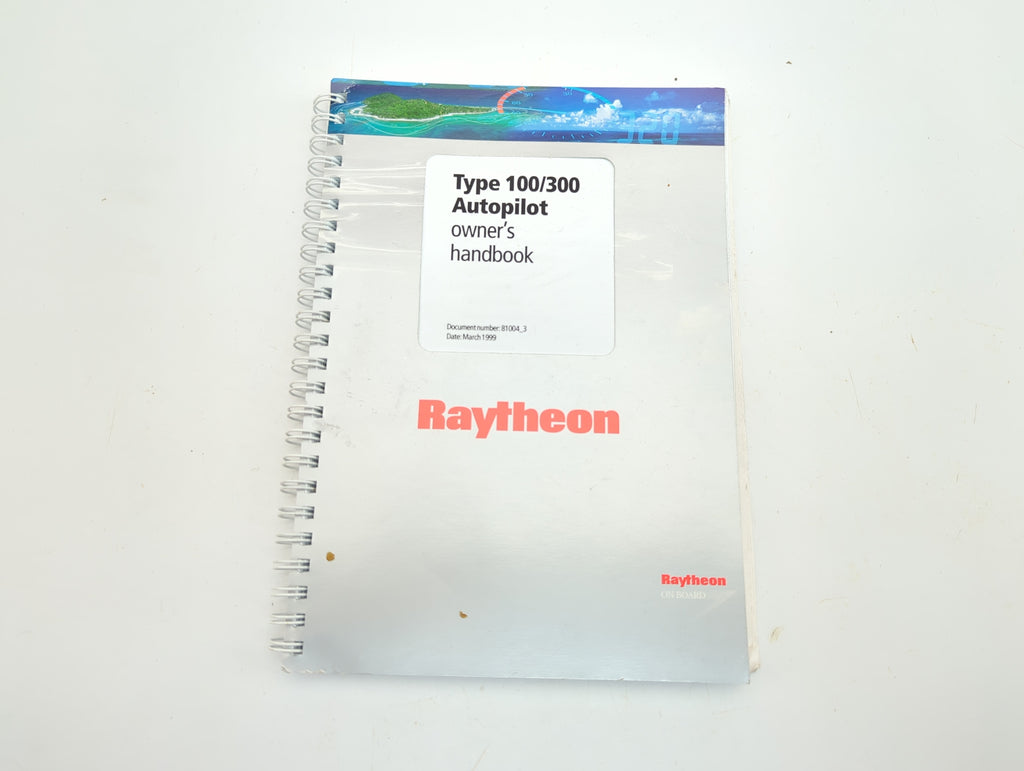 Type 100/300
Autopilot
owner's
handbook
Document number: 81004_3
Date: March 1999
Raytheon
Raytheon
ON BOARD